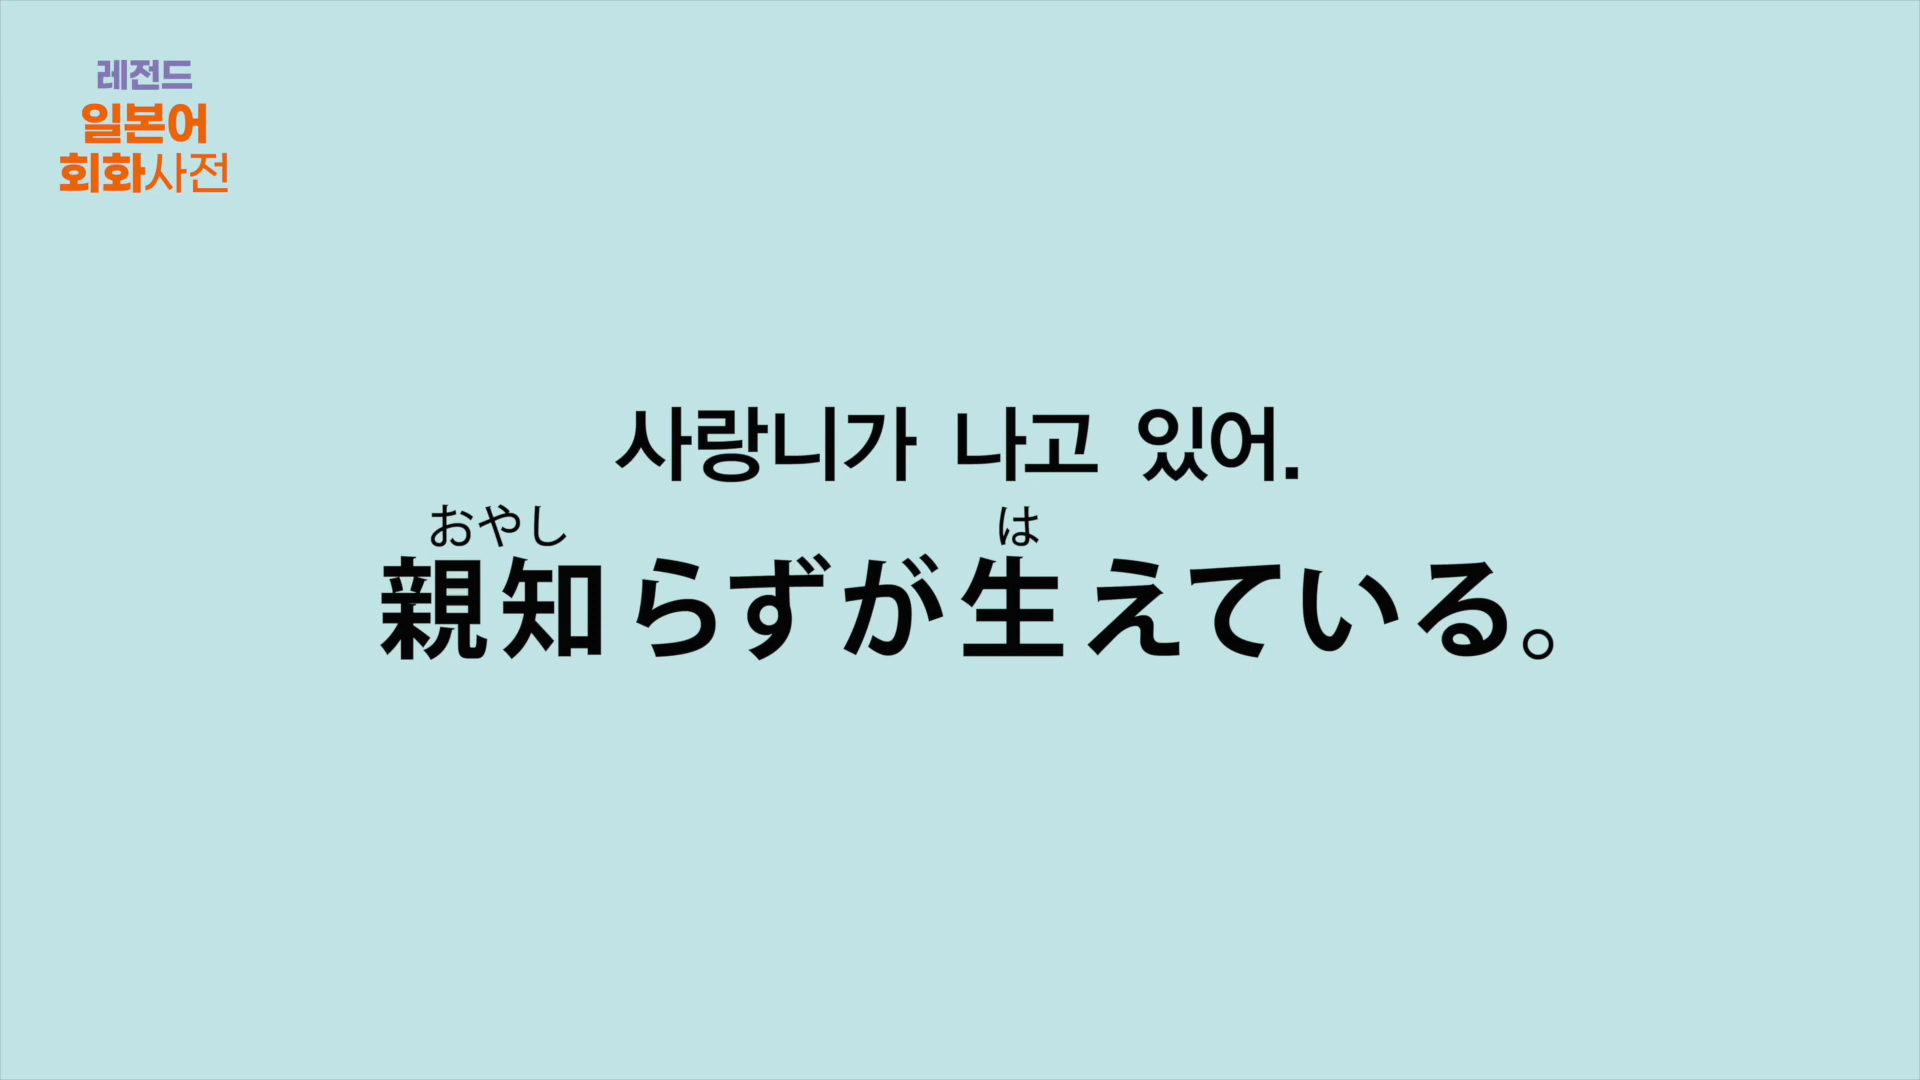 레전드
일본어
회화사전
사랑니가 나고 있어.
おやし は
親知らずが生えている。